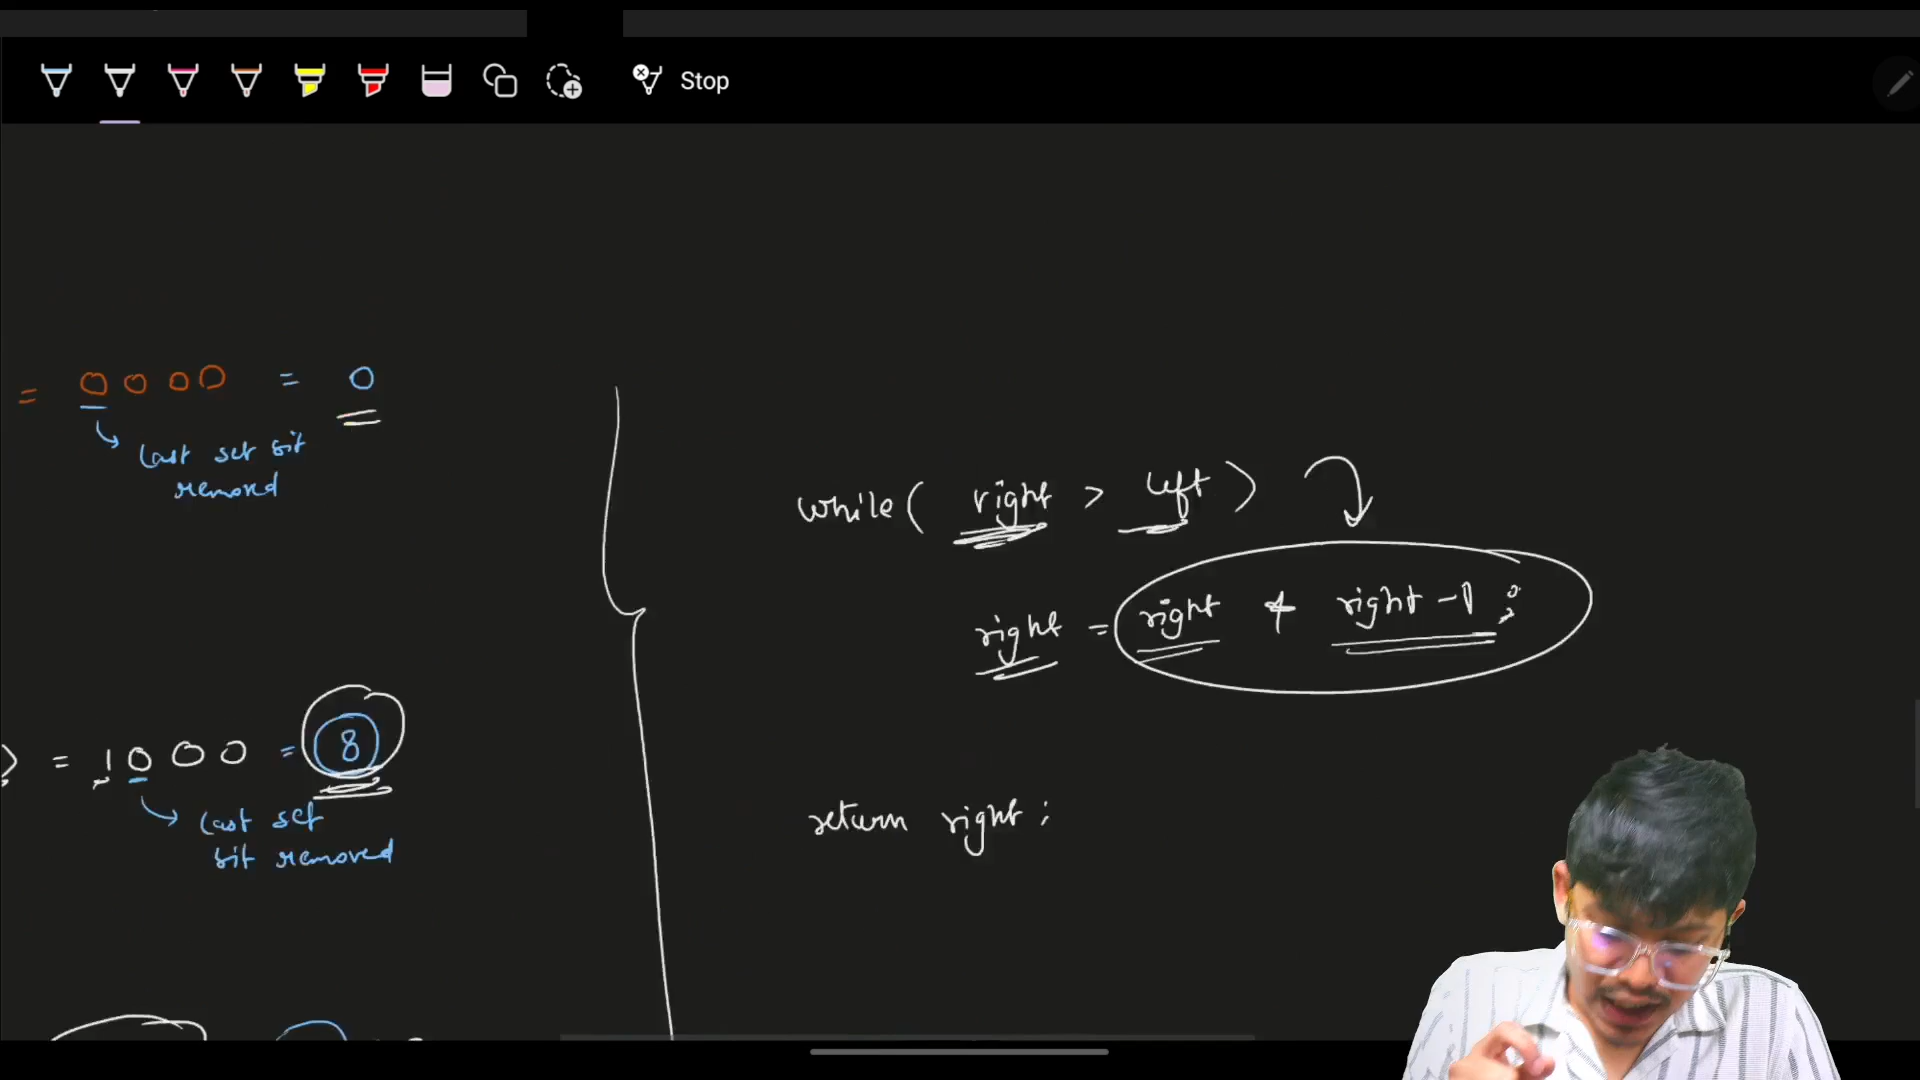 Stop
= 0000 = 0
last set bit
removed
while( right > left )
right = right & right -1 ;
) = 1000 = 8
last set
bit removed
return right ;